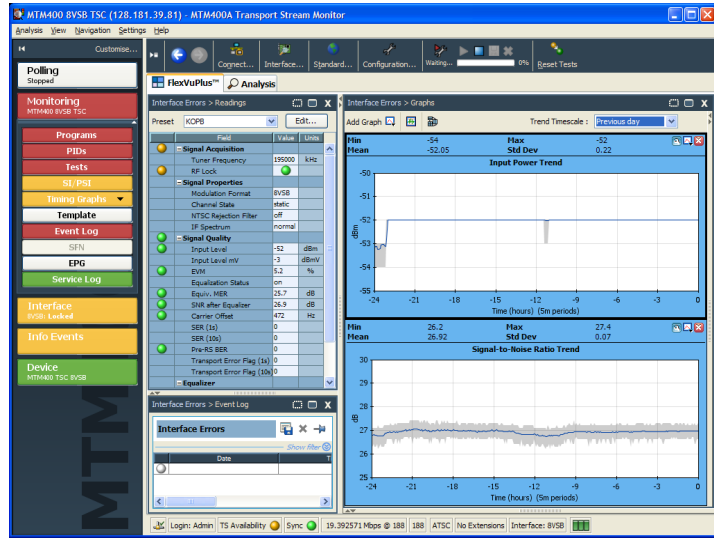 MTM400 8VSB TSC (128.181.39.81) - MTM400A Transport Stream Monitor
Analysis View Navigation Settings Help
Customise...
Connect... Interface... Standard... Configuration... Waiting... 0% Reset Tests
Polling
Stopped
Monitoring
MTM400 8VSB TSC
Programs
PIDs
Tests
SI/PSI
Timing Graphs
Template
Event Log
SFN
EPG
Service Log
Interface
8VSB: Locked
Info Events
Device
MTM400 TSC 8VSB
MTM
FlexVuPlus™ Analysis
Interface Errors > Readings
Preset KOPB Edit...
Field Value Units
Signal Acquisition
Tuner Frequency 195000 kHz
RF Lock
Signal Properties
Modulation Format 8VSB
Channel State static
NTSC Rejection Filter off
IF Spectrum normal
Signal Quality
Input Level -52 dBm
Input Level mV -3 dBmV
EVM 5.2 %
Equalization Status on
Equiv. MER 25.7 dB
SNR after Equalizer 26.9 dB
Carrier Offset 472 Hz
SER (1s) 0
SER (10s) 0
Pre-RS BER 0
Transport Error Flag (1s) 0
Transport Error Flag (10s) 0
Equalizer
Interface Errors > Event Log
Interface Errors
Show filter
Date T
Interface Errors > Graphs
Add Graph Trend Timescale : Previous day
Min -54 Max -52
Mean -52.05 Std Dev 0.22
Input Power Trend
-50
-51
-52
-53
-54
-55
dBm
-24 -21 -18 -15 -12 -9 -6 -3 0
Time (hours) (5m periods)
Min 26.2 Max 27.4
Mean 26.92 Std Dev 0.07
Signal-to-Noise Ratio Trend
30
29
28
27
26
25
dB
-24 -21 -18 -15 -12 -9 -6 -3 0
Time (hours) (5m periods)
Login: Admin TS Availability Sync 19.392571 Mbps @ 188 188 ATSC No Extensions Interface: 8VSB